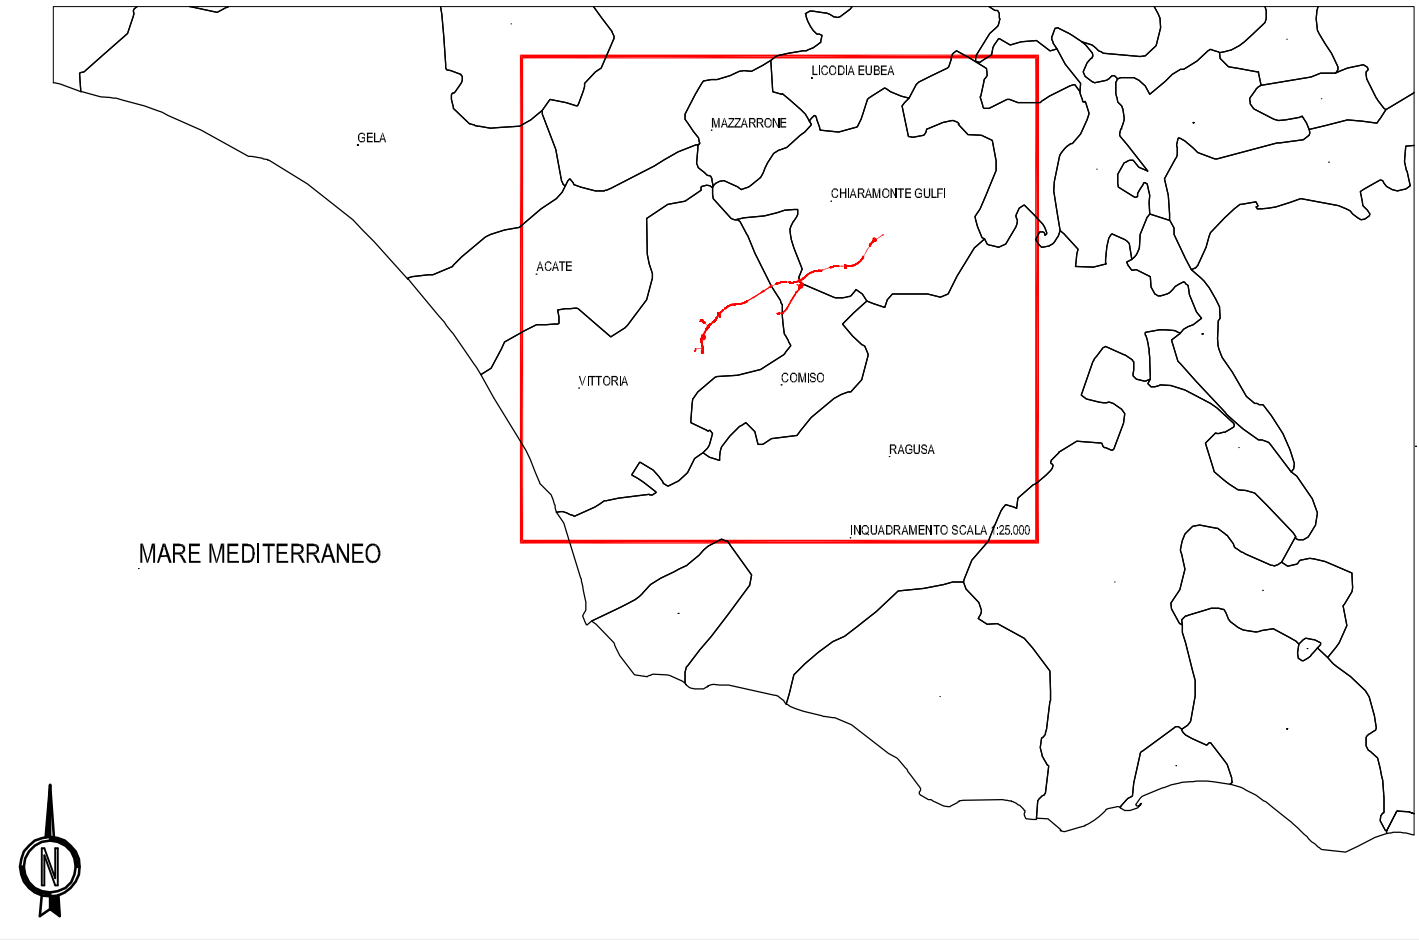 LICODIA EUBEA
MAZZARRONE
GELA
CHIARAMONTE GULFI
ACATE
VITTORIA
COMISO
RAGUSA
INQUADRAMENTO SCALA 1:25.000
MARE MEDITERRANEO
N